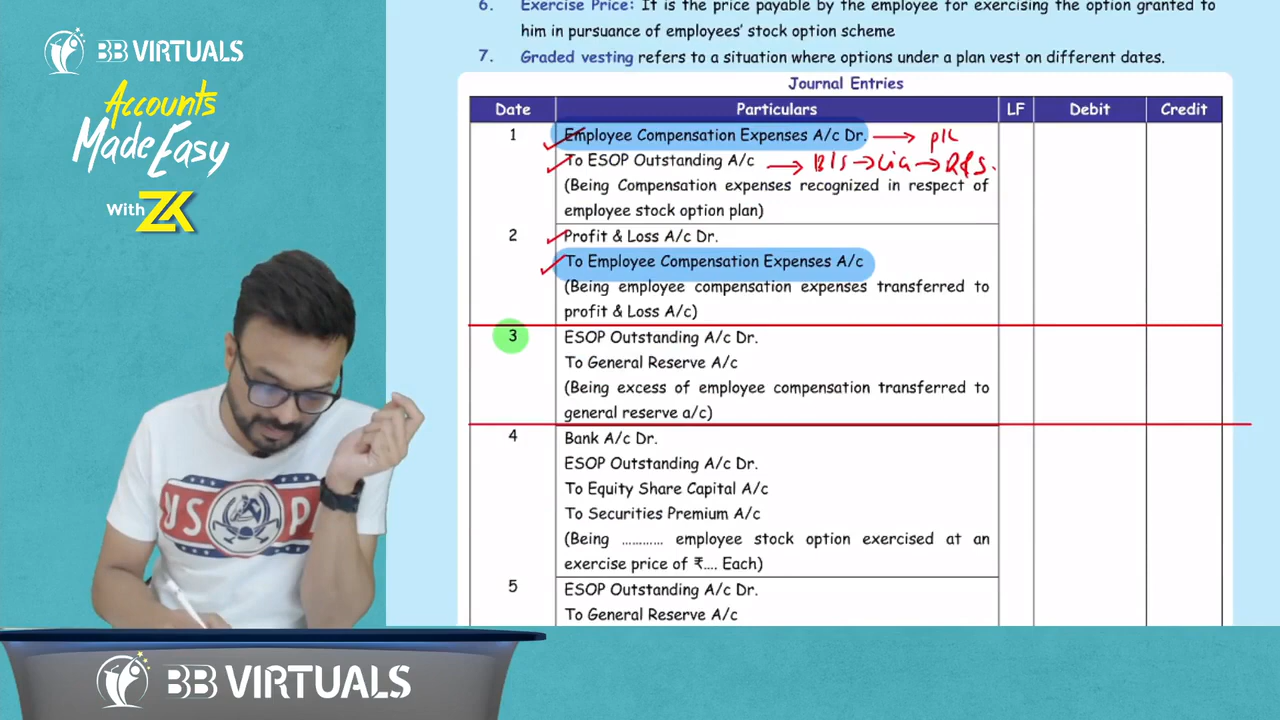 BB VIRTUALS
Accounts
Made Easy
With ZK
6. Exercise Price: It is the price payable by the employee for exercising the option granted to
him in pursuance of employees' stock option scheme
7. Graded vesting refers to a situation where options under a plan vest on different dates.
Journal Entries
Date Particulars LF Debit Credit
1 Employee Compensation Expenses A/c Dr. → P/L
To ESOP Outstanding A/c → B/S → Lia → R&S.
(Being Compensation expenses recognized in respect of
employee stock option plan)
2 Profit & Loss A/c Dr.
To Employee Compensation Expenses A/c
(Being employee compensation expenses transferred to
profit & Loss A/c)
3 ESOP Outstanding A/c Dr.
To General Reserve A/c
(Being excess of employee compensation transferred to
general reserve a/c)
4 Bank A/c Dr.
ESOP Outstanding A/c Dr.
To Equity Share Capital A/c
To Securities Premium A/c
(Being ………… employee stock option exercised at an
exercise price of ₹.... Each)
5 ESOP Outstanding A/c Dr.
To General Reserve A/c
USOP
BB VIRTUALS